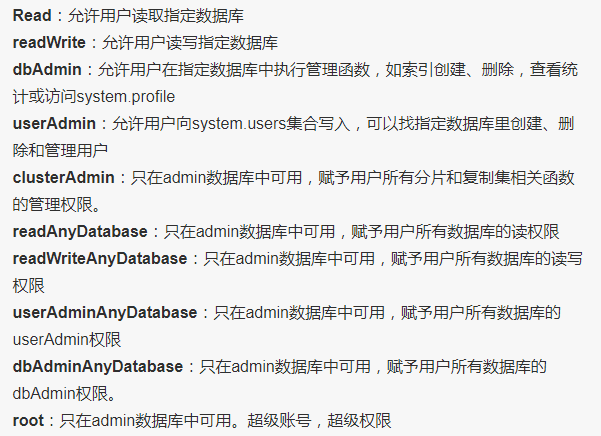 Read：允许用户读取指定数据库
readWrite：允许用户读写指定数据库
dbAdmin：允许用户在指定数据库中执行管理函数，如索引创建、删除，查看统
计或访问system.profile
userAdmin：允许用户向system.users集合写入，可以找指定数据库里创建、删
除和管理用户
clusterAdmin：只在admin数据库中可用，赋予用户所有分片和复制集相关函数
的管理权限。
readAnyDatabase：只在admin数据库中可用，赋予用户所有数据库的读权限
readWriteAnyDatabase：只在admin数据库中可用，赋予用户所有数据库的读写
权限
userAdminAnyDatabase：只在admin数据库中可用，赋予用户所有数据库的
userAdmin权限
dbAdminAnyDatabase：只在admin数据库中可用，赋予用户所有数据库的
dbAdmin权限。
root：只在admin数据库中可用。超级账号，超级权限